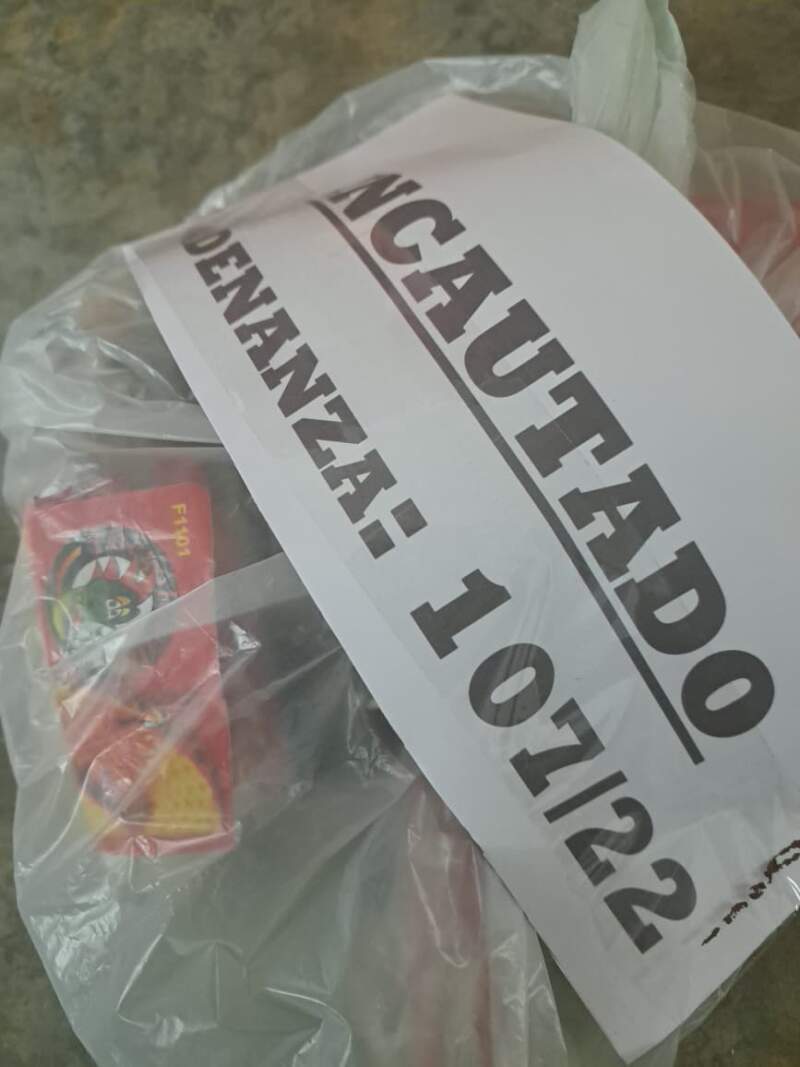 NCAUTADO
DENANZA: 107/22
F1101